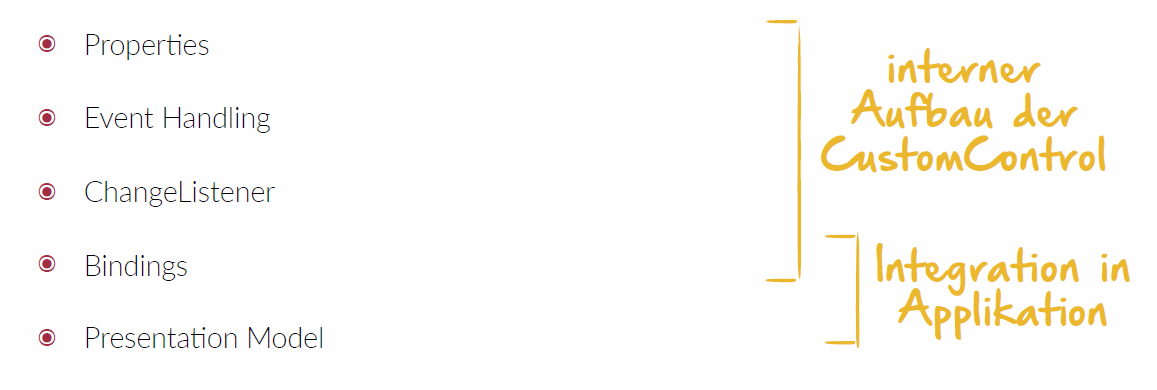 Properties
Event Handling
ChangeListener
Bindings
Presentation Model
interner
Aufbau der
CustomControl
Integration in
Applikation